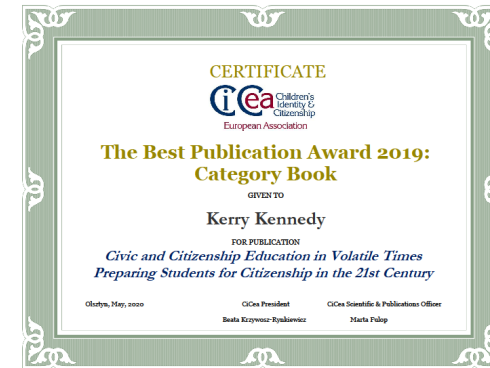 CERTIFICATE
CiCea Children's
Identity &
Citizenship
European Association
The Best Publication Award 2019:
Category Book
GIVEN TO
Kerry Kennedy
FOR PUBLICATION
Civic and Citizenship Education in Volatile Times
Preparing Students for Citizenship in the 21st Century
Olsztyn, May, 2020 CiCea President CiCea Scientific & Publications Officer
Beata Krzywosz-Rynkiewicz Marta Fulop